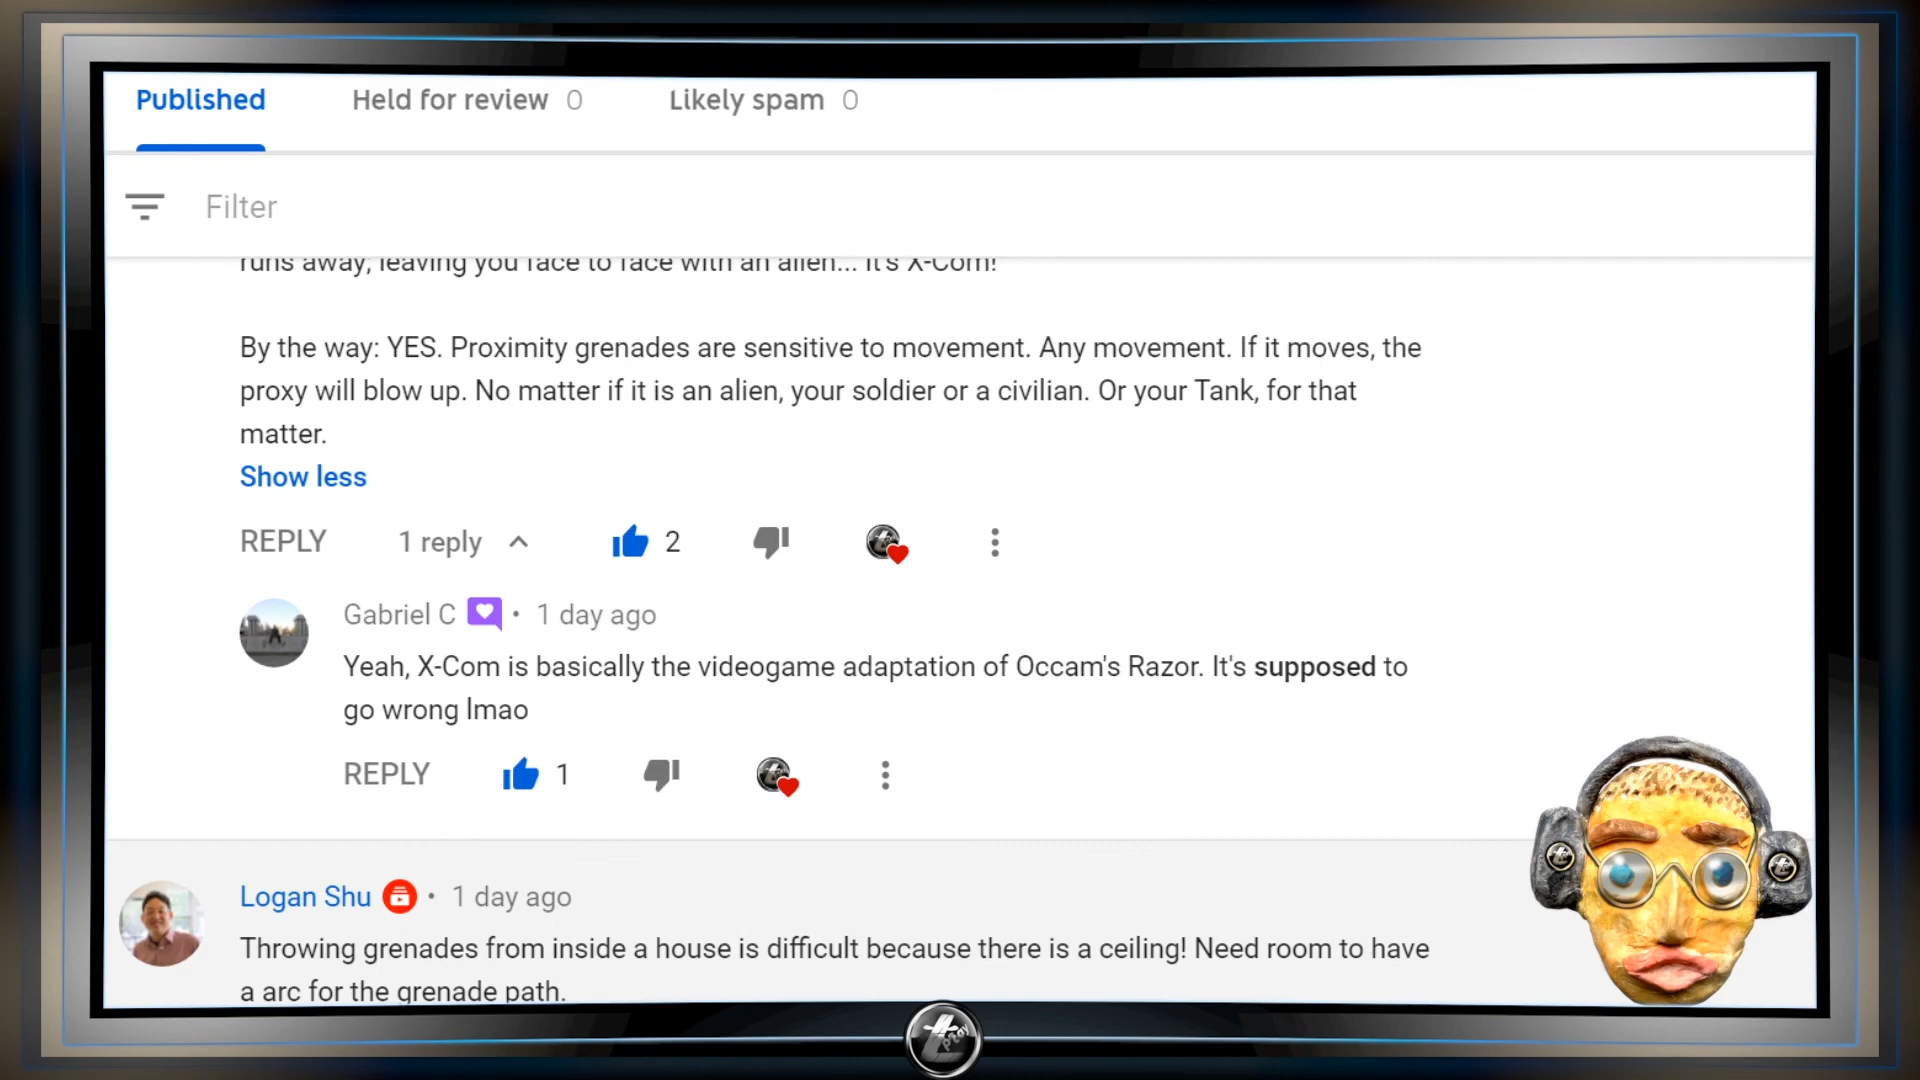 Published Held for review 0 Likely spam 0
Filter
runs away, leaving you face to face with an alien... It's X-Com!
By the way: YES. Proximity grenades are sensitive to movement. Any movement. If it moves, the
proxy will blow up. No matter if it is an alien, your soldier or a civilian. Or your Tank, for that
matter.
Show less
REPLY 1 reply 2
Gabriel C • 1 day ago
Yeah, X-Com is basically the videogame adaptation of Occam's Razor. It's supposed to
go wrong lmao
REPLY 1
Logan Shu • 1 day ago
Throwing grenades from inside a house is difficult because there is a ceiling! Need room to have
a arc for the grenade path.